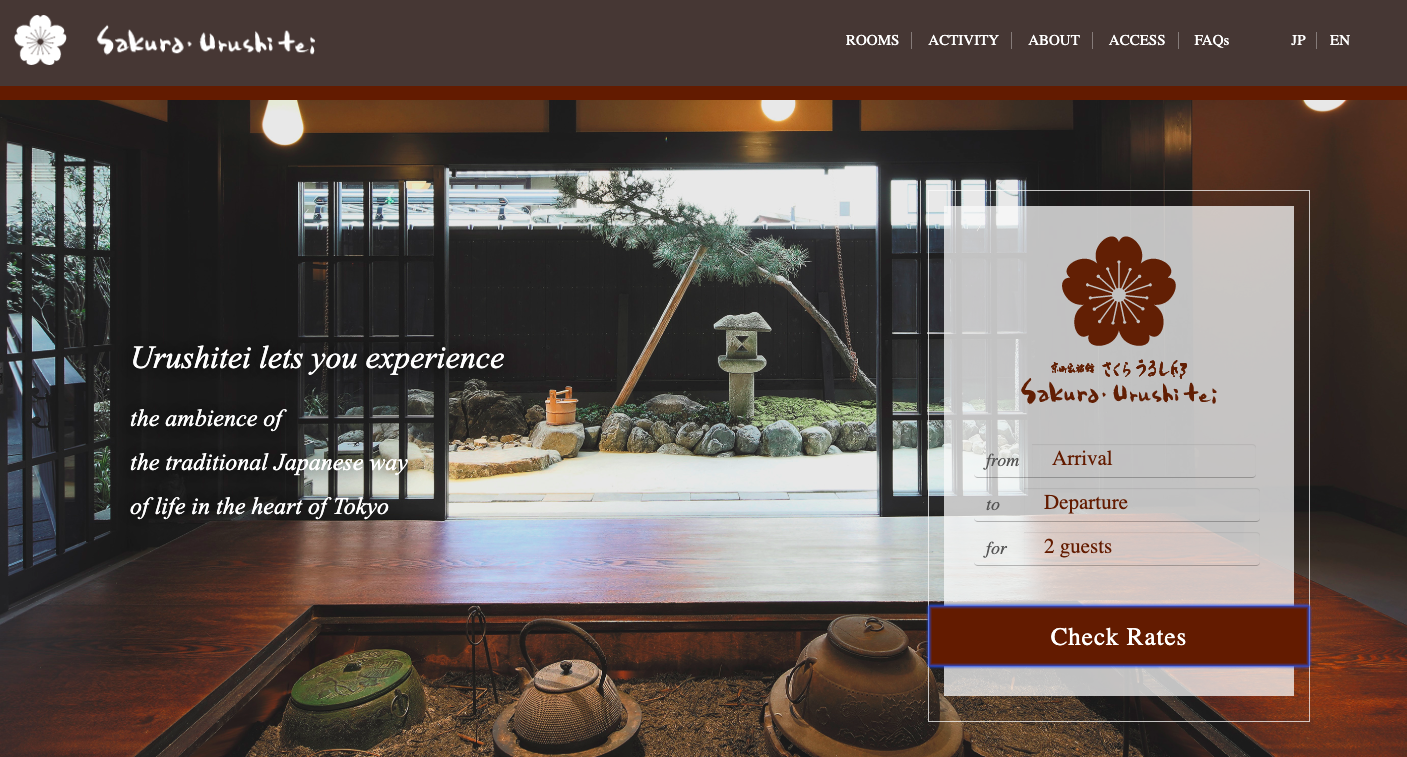 Sakura · Urushitei
ROOMS
ACTIVITY
ABOUT
ACCESS
FAQs
JP
EN
Urushitei lets you experience
the ambience of
the traditional Japanese way
of life in the heart of Tokyo
さくら うるし亭
Sakura · Urushitei
from Arrival
to Departure
for 2 guests
Check Rates